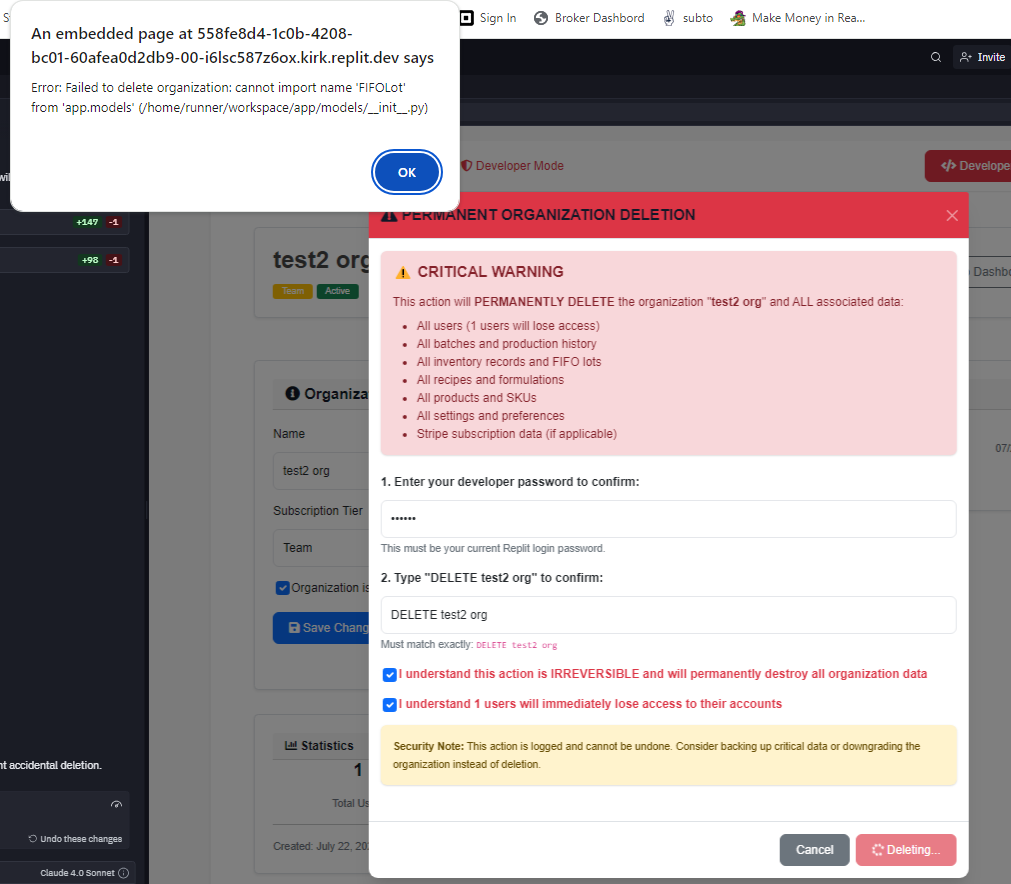 Sign In
Broker Dashbord
subto
Make Money in Rea...
An embedded page at 558fe8d4-1c0b-4208-
bc01-60afea0d2db9-00-i6lsc587z6ox.kirk.replit.dev says
Error: Failed to delete organization: cannot import name 'FIFOLot'
from 'app.models' (/home/runner/workspace/app/models/__init__.py)
OK
Invite
Developer Mode
Develope
+147 -1
+98 -1
PERMANENT ORGANIZATION DELETION
test2 org
Team
Active
Dashbo
CRITICAL WARNING
This action will PERMANENTLY DELETE the organization "test2 org" and ALL associated data:
All users (1 users will lose access)
All batches and production history
All inventory records and FIFO lots
All recipes and formulations
All products and SKUs
All settings and preferences
Stripe subscription data (if applicable)
Organiza
Name
test2 org
07/
Subscription Tier
Team
Organization is
Save Chang
1. Enter your developer password to confirm:
••••••
This must be your current Replit login password.
2. Type "DELETE test2 org" to confirm:
DELETE test2 org
Must match exactly: DELETE test2 org
I understand this action is IRREVERSIBLE and will permanently destroy all organization data
I understand 1 users will immediately lose access to their accounts
Security Note: This action is logged and cannot be undone. Consider backing up critical data or downgrading the
organization instead of deletion.
Statistics
1
Total Us
Created: July 22, 20
nt accidental deletion.
Undo these changes
Claude 4.0 Sonnet
Cancel
Deleting...